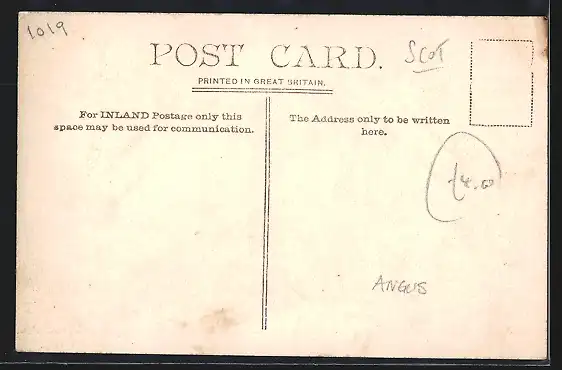 1019
POST CARD.
SCOT
PRINTED IN GREAT BRITAIN.
For INLAND Postage only this
space may be used for communication.
The Address only to be written
here.
£4.50
ANGUS